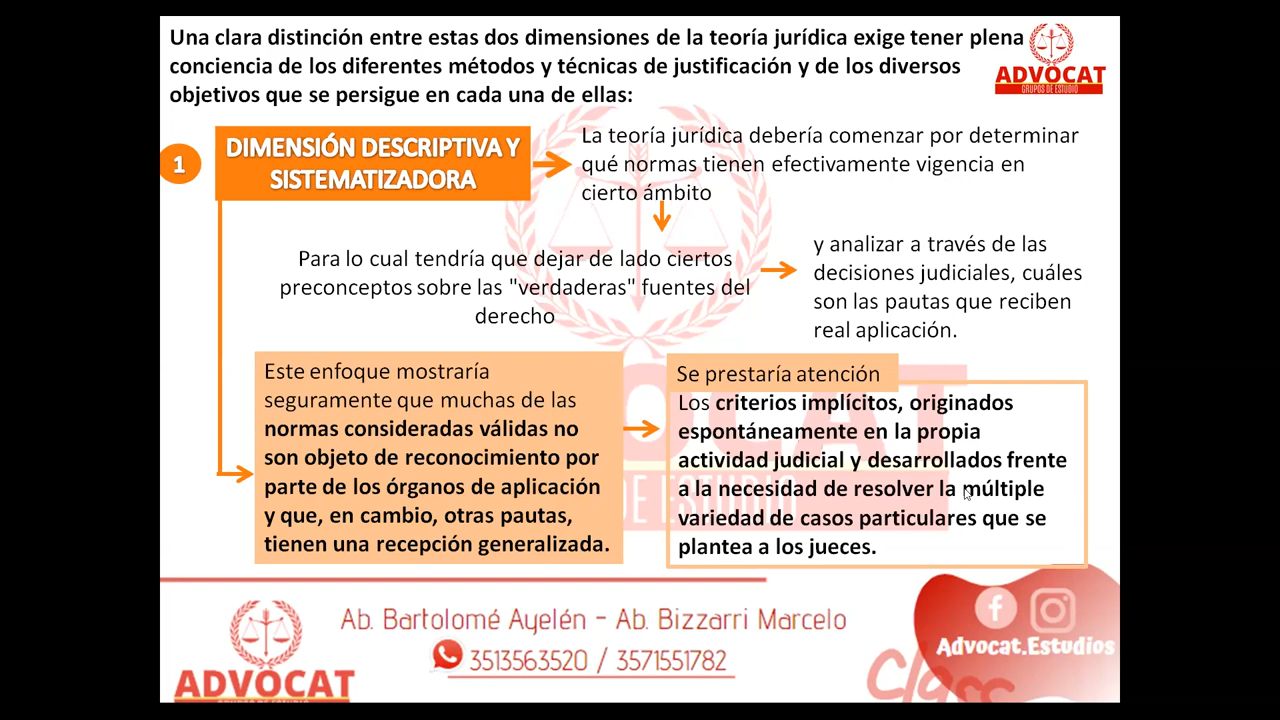 Una clara distinción entre estas dos dimensiones de la teoría jurídica exige tener plena
conciencia de los diferentes métodos y técnicas de justificación y de los diversos
objetivos que se persigue en cada una de ellas:
ADVOCAT
GRUPOS DE ESTUDIO
1
DIMENSIÓN DESCRIPTIVA Y
SISTEMATIZADORA
La teoría jurídica debería comenzar por determinar
qué normas tienen efectivamente vigencia en
cierto ámbito
Para lo cual tendría que dejar de lado ciertos
preconceptos sobre las "verdaderas" fuentes del
derecho
y analizar a través de las
decisiones judiciales, cuáles
son las pautas que reciben
real aplicación.
Este enfoque mostraría
seguramente que muchas de las
normas consideradas válidas no
son objeto de reconocimiento por
parte de los órganos de aplicación
y que, en cambio, otras pautas,
tienen una recepción generalizada.
Se prestaría atención
Los criterios implícitos, originados
espontáneamente en la propia
actividad judicial y desarrollados frente
a la necesidad de resolver la múltiple
variedad de casos particulares que se
plantea a los jueces.
Ab. Bartolomé Ayelén - Ab. Bizzarri Marcelo
3513563520 / 3571551782
ADVOCAT
GRUPOS DE ESTUDIO
Advocat.Estudios
Class